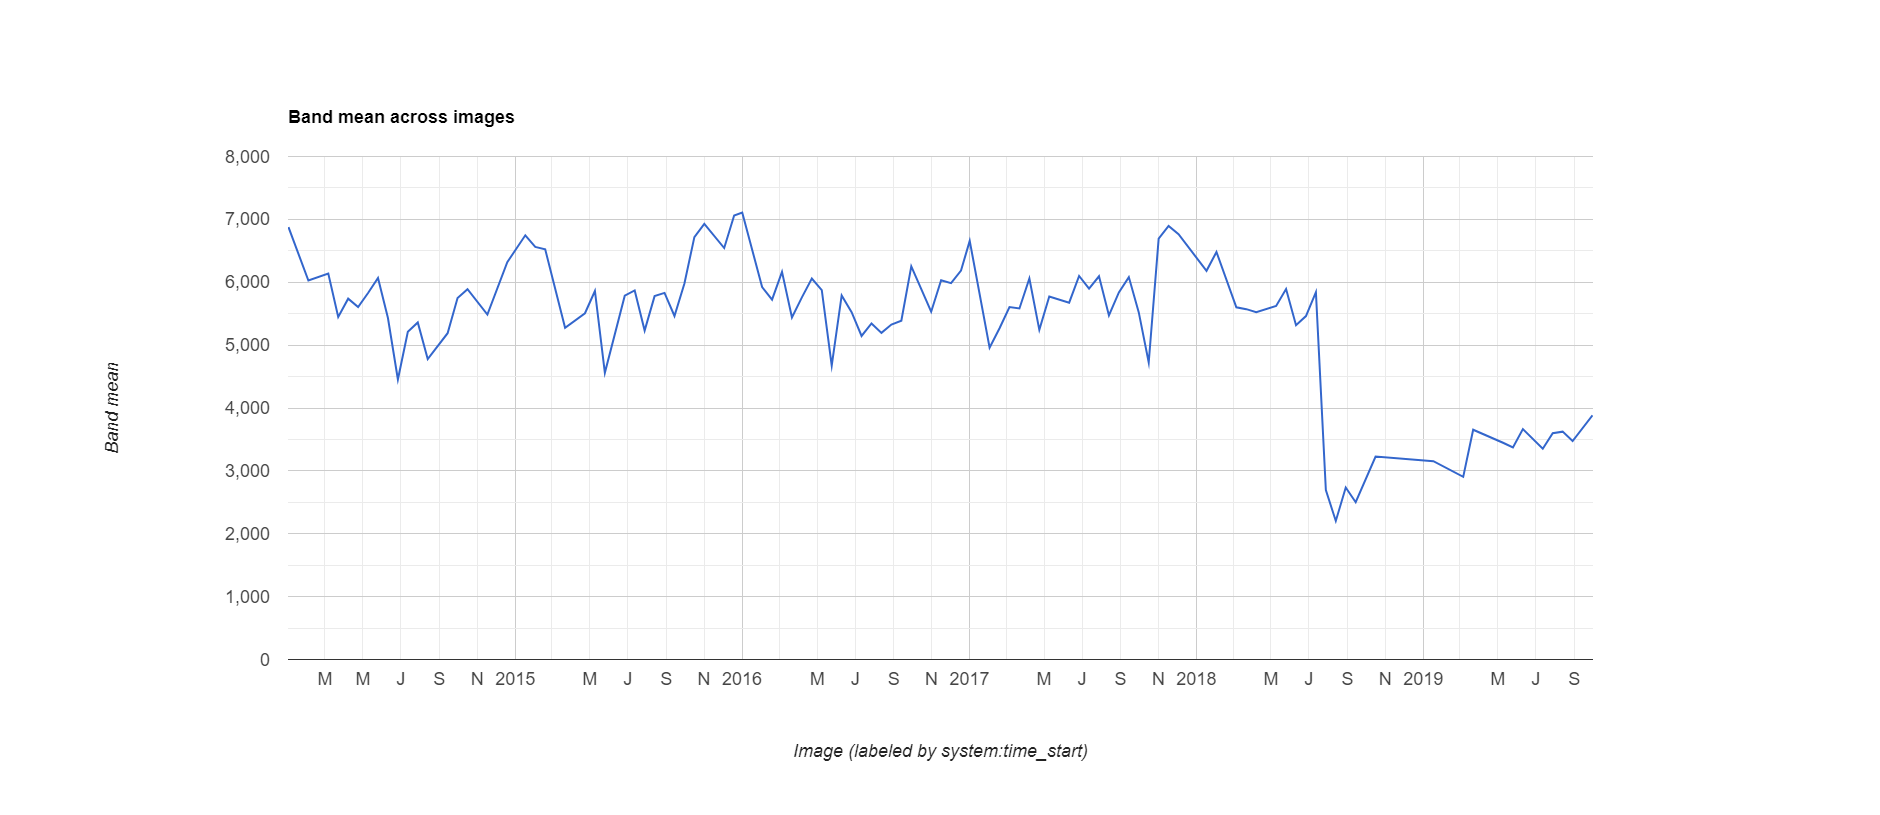 Band mean across images
8,000
7,000
6,000
5,000
4,000
3,000
2,000
1,000
0
Band mean
M M J S N 2015 M J S N 2016 M J S N 2017 M J S N 2018 M J S N 2019 M J S
Image (labeled by system:time_start)